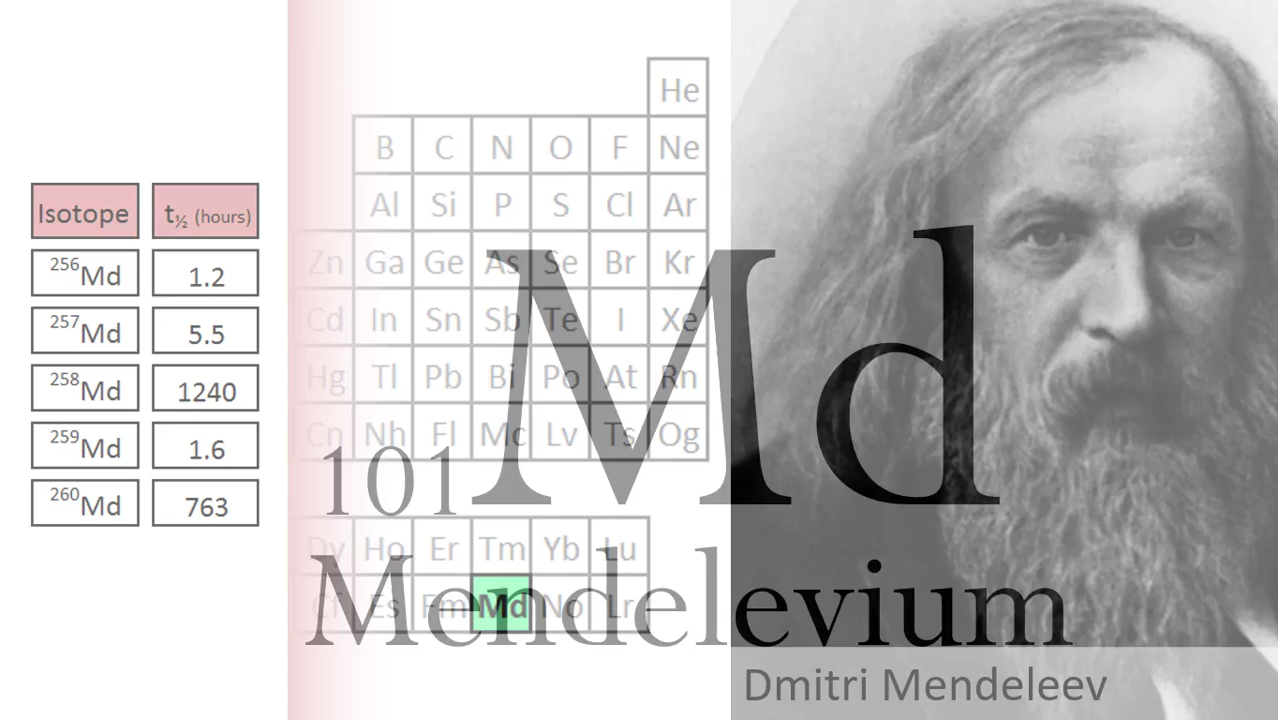 Isotope t½ (hours)
256Md 1.2
257Md 5.5
258Md 1240
259Md 1.6
260Md 763
He
B C N O F Ne
Al Si P S Cl Ar
Zn Ga Ge As Se Br Kr
Cd In Sn Sb Te I Xe
Hg Tl Pb Bi Po At Rn
Cn Nh Fl Mc Lv Ts Og
Dy Ho Er Tm Yb Lu
Cf Es Fm Md No Lr
Md
101
Mendelevium
Dmitri Mendeleev